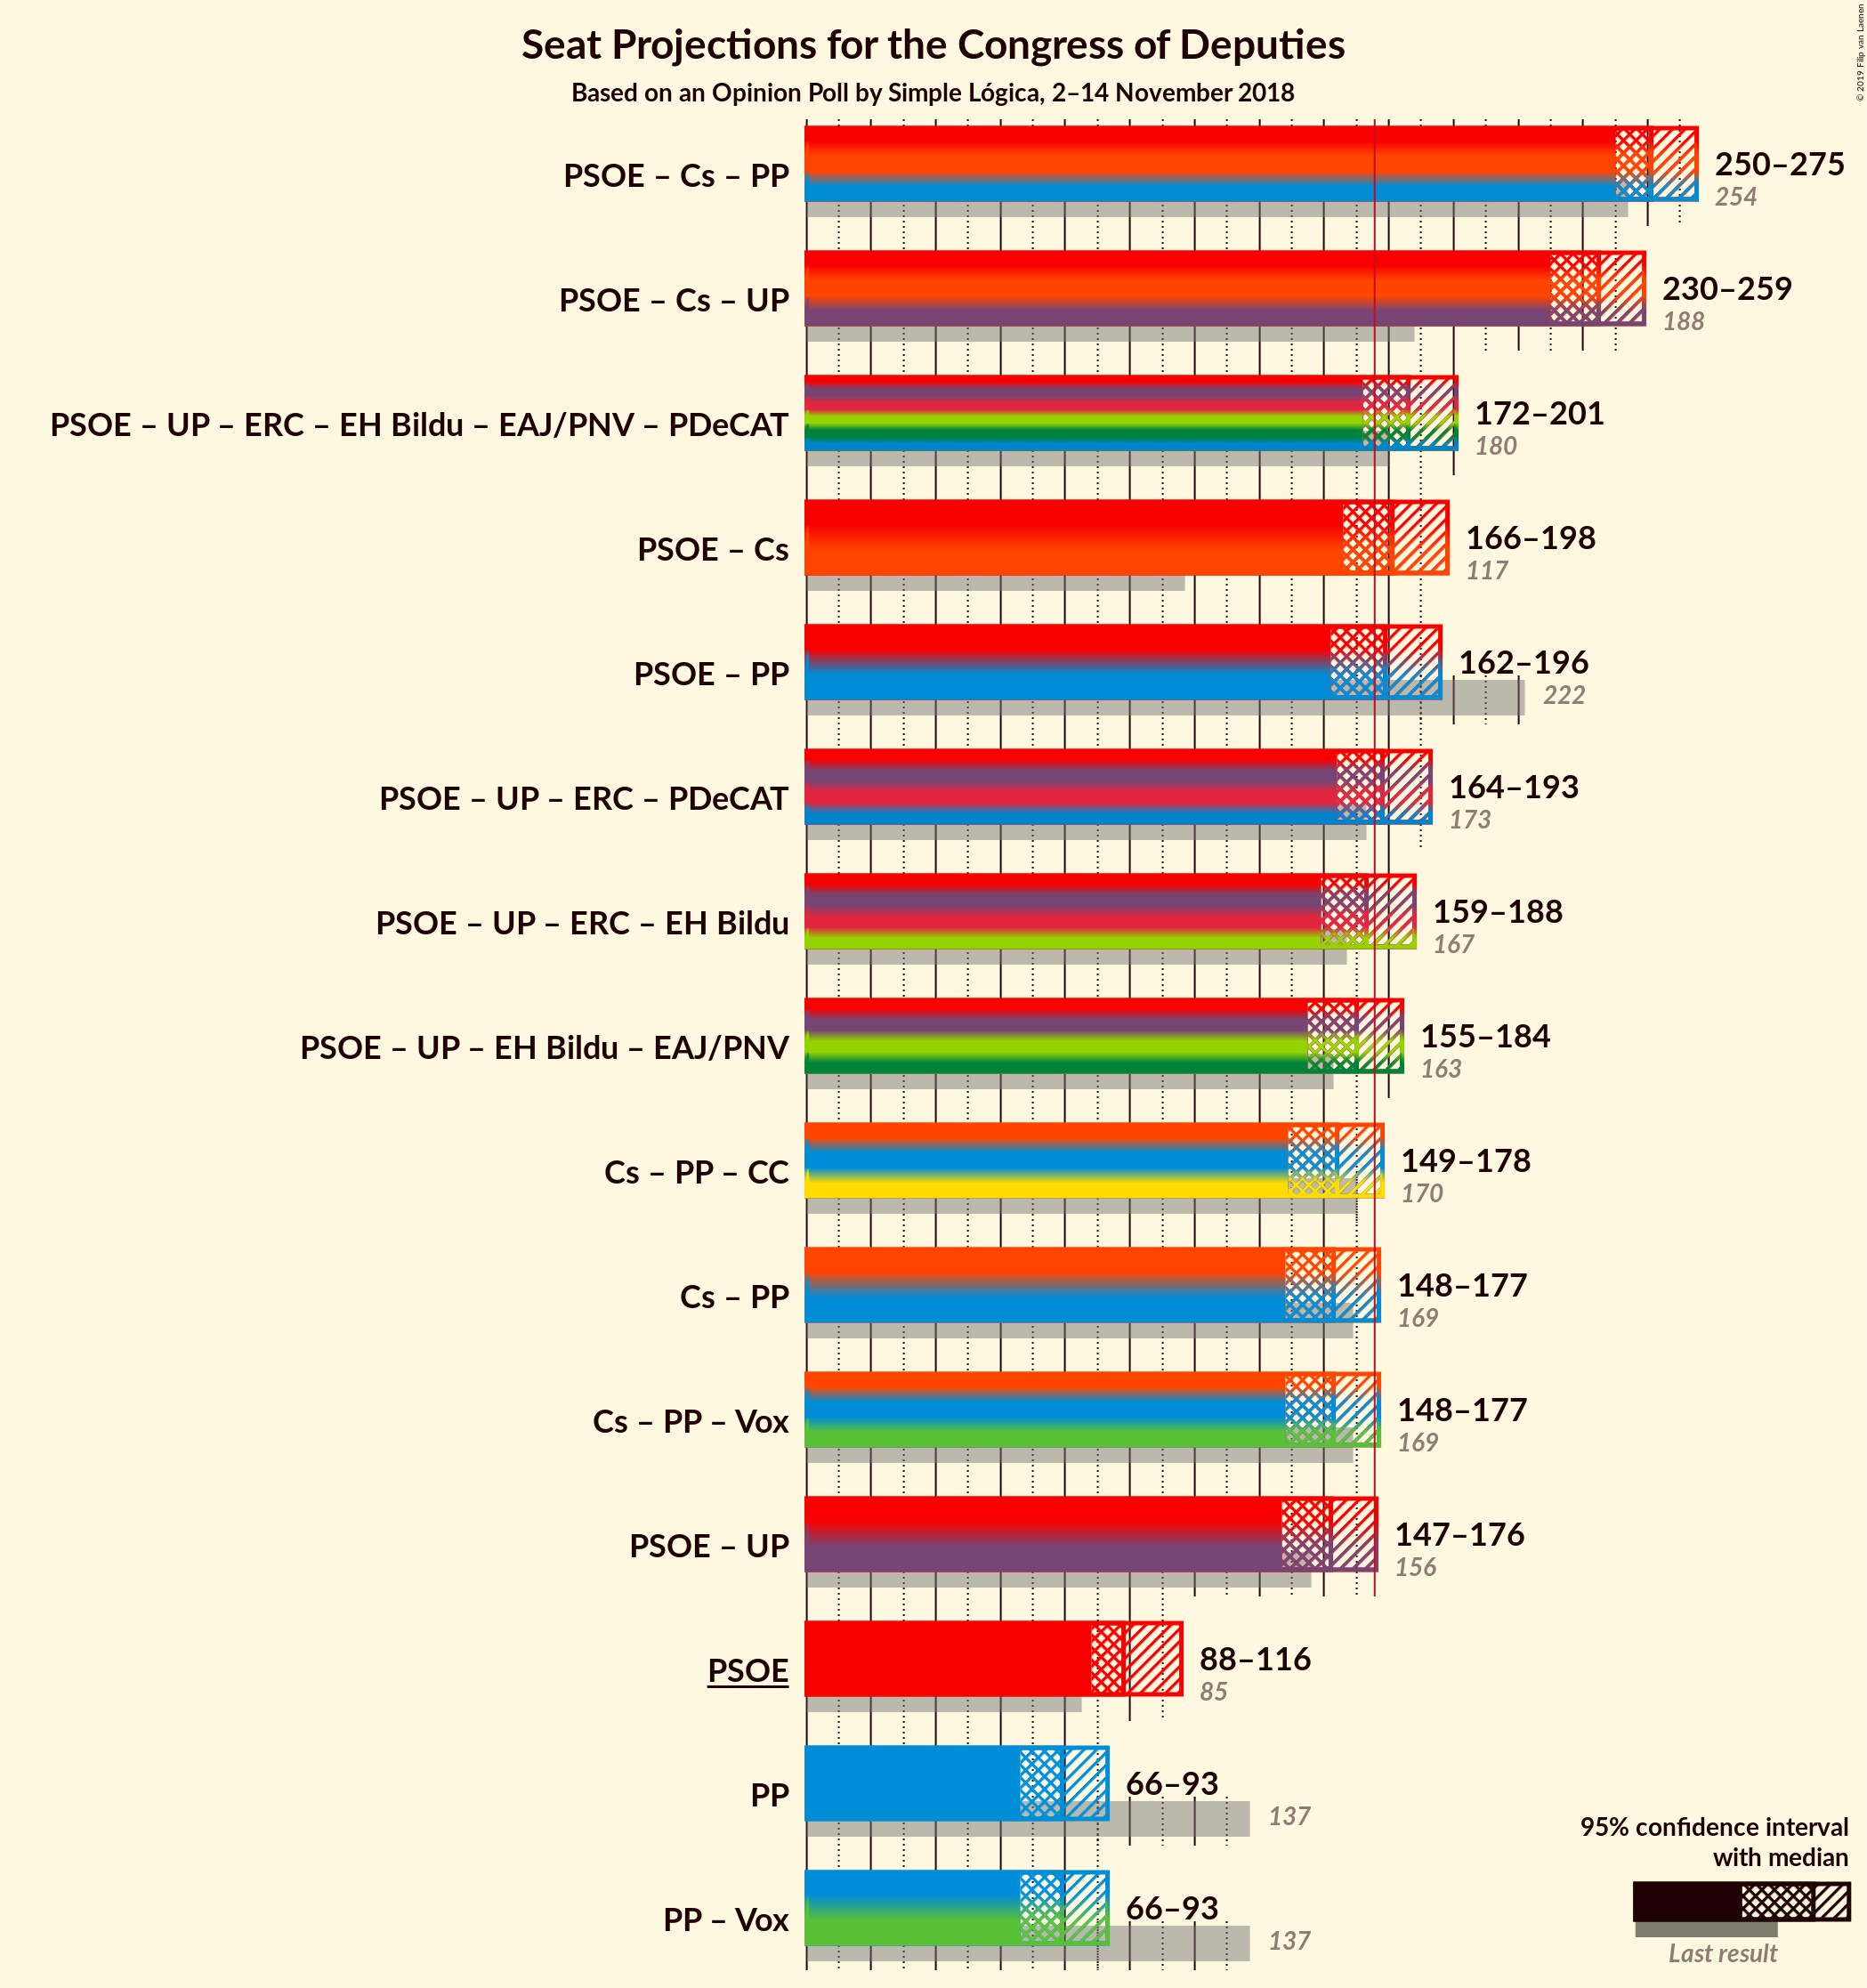 © 2019 Filip van Laenen
Seat Projections for the Congress of Deputies
Based on an Opinion Poll by Simple Lógica, 2–14 November 2018
PSOE – Cs – PP
250–275
254
PSOE – Cs – UP
230–259
188
PSOE – UP – ERC – EH Bildu – EAJ/PNV – PDeCAT
172–201
180
PSOE – Cs
166–198
117
PSOE – PP
162–196
222
PSOE – UP – ERC – PDeCAT
164–193
173
PSOE – UP – ERC – EH Bildu
159–188
167
PSOE – UP – EH Bildu – EAJ/PNV
155–184
163
Cs – PP – CC
149–178
170
Cs – PP
148–177
169
Cs – PP – Vox
148–177
169
PSOE – UP
147–176
156
PSOE
88–116
85
PP
66–93
137
PP – Vox
66–93
137
95% confidence interval
with median
Last result